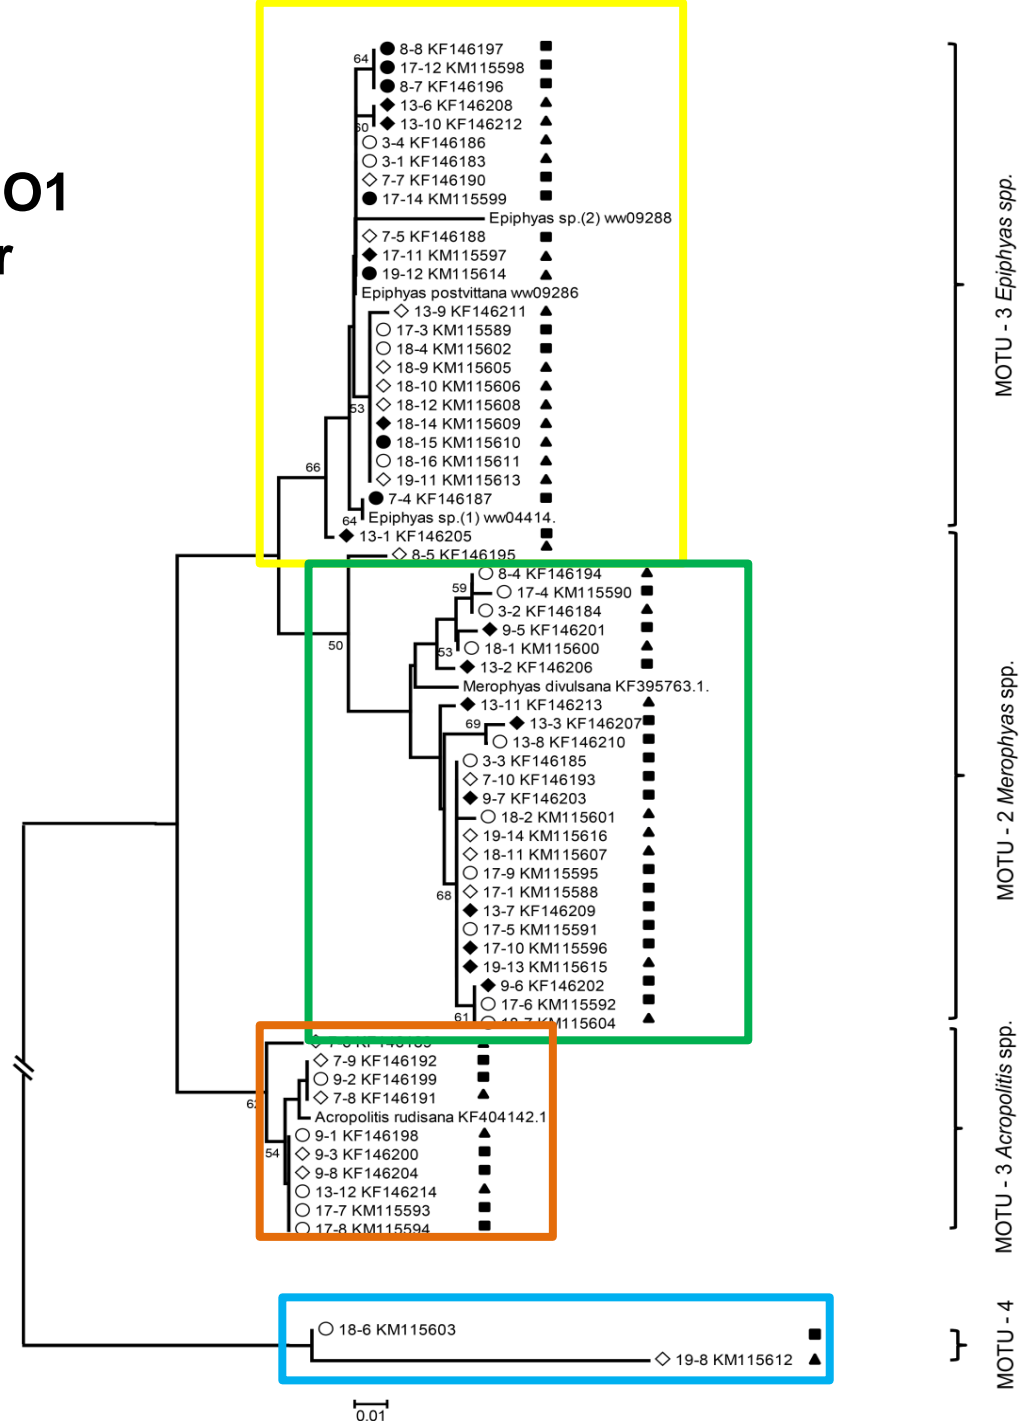 O1
r
64
8-8 KF146197
17-12 KM115598
8-7 KF146196
13-6 KF146208
60
13-10 KF146212
3-4 KF146186
3-1 KF146183
7-7 KF146190
17-14 KM115599
Epiphyas sp.(2) ww09288
7-5 KF146188
17-11 KM115597
19-12 KM115614
Epiphyas postvittana ww09286
13-9 KF146211
17-3 KM115589
18-4 KM115602
18-9 KM115605
18-10 KM115606
18-12 KM115608
53
18-14 KM115609
18-15 KM115610
18-16 KM115611
66
19-11 KM115613
7-4 KF146187
64
Epiphyas sp.(1) ww04414.
13-1 KF146205
MOTU - 3 Epiphyas spp.
8-5 KF146195
8-4 KF146194
59
17-4 KM115590
3-2 KF146184
9-5 KF146201
50
53
18-1 KM115600
13-2 KF146206
Merophyas divulsana KF395763.1.
13-11 KF146213
69
13-3 KF146207
13-8 KF146210
3-3 KF146185
7-10 KF146193
9-7 KF146203
18-2 KM115601
19-14 KM115616
18-11 KM115607
17-9 KM115595
68
17-1 KM115588
13-7 KF146209
17-5 KM115591
17-10 KM115596
19-13 KM115615
9-6 KF146202
17-6 KM115592
61
KM115604
MOTU - 2 Merophyas spp.
7-9 KF146192
9-2 KF146199
7-8 KF146191
62
Acropolitis rudisana KF404142.1
9-1 KF146198
54
9-3 KF146200
9-8 KF146204
13-12 KF146214
17-7 KM115593
17-8 KM115594
MOTU - 3 Acropolitis spp.
18-6 KM115603
19-8 KM115612
MOTU - 4
0.01